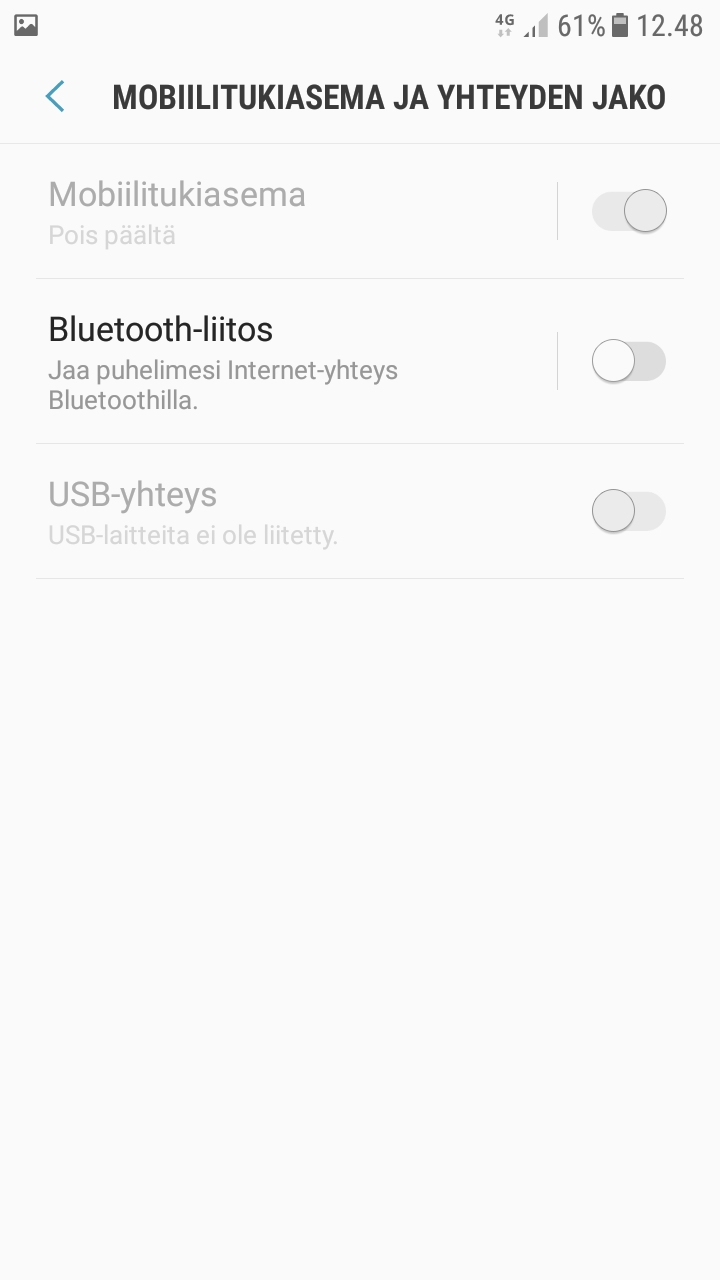 4G 61% 12.48
MOBIILITUKIASEMA JA YHTEYDEN JAKO
Mobiilitukiasema
Pois päältä
Bluetooth-liitos
Jaa puhelimesi Internet-yhteys
Bluetoothilla.
USB-yhteys
USB-laitteita ei ole liitetty.